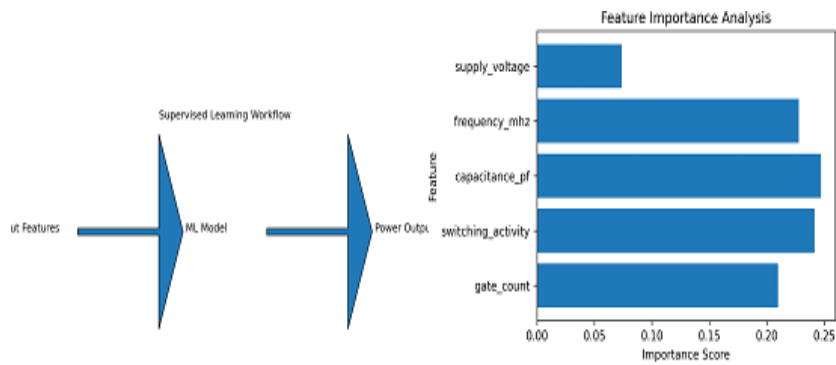 Supervised Learning Workflow
ut Features
ML Model
Power Outpu
Feature Importance Analysis
Feature
supply_voltage
frequency_mhz
capacitance_pf
switching_activity
gate_count
0.00 0.05 0.10 0.15 0.20 0.25
Importance Score